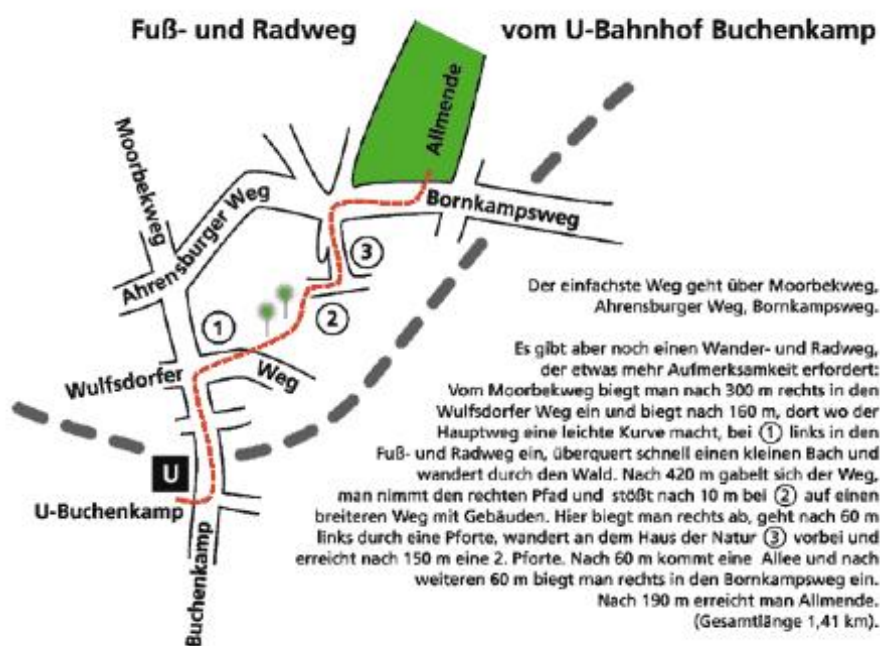 Fuß- und Radweg vom U-Bahnhof Buchenkamp
Moorbekweg
Ahrensburger Weg
Allmende
Bornkampsweg
3
1
2
Wulfsdorfer Weg
U
U-Buchenkamp
Buchenkamp
Der einfachste Weg geht über Moorbekweg,
Ahrensburger Weg, Bornkampsweg.
Es gibt aber noch einen Wander- und Radweg,
der etwas mehr Aufmerksamkeit erfordert:
Vom Moorbekweg biegt man nach 300 m rechts in den
Wulfsdorfer Weg ein und biegt nach 160 m, dort wo der
Hauptweg eine leichte Kurve macht, bei 1 links in den
Fuß- und Radweg ein, überquert schnell einen kleinen Bach und
wandert durch den Wald. Nach 420 m gabelt sich der Weg,
man nimmt den rechten Pfad und stößt nach 10 m bei 2 auf einen
breiteren Weg mit Gebäuden. Hier biegt man rechts ab, geht nach 60 m
links durch eine Pforte, wandert an dem Haus der Natur 3 vorbei und
erreicht nach 150 m eine 2. Pforte. Nach 60 m kommt eine Allee und nach
weiteren 60 m biegt man rechts in den Bornkampsweg ein.
Nach 190 m erreicht man Allmende.
(Gesamtlänge 1,41 km).